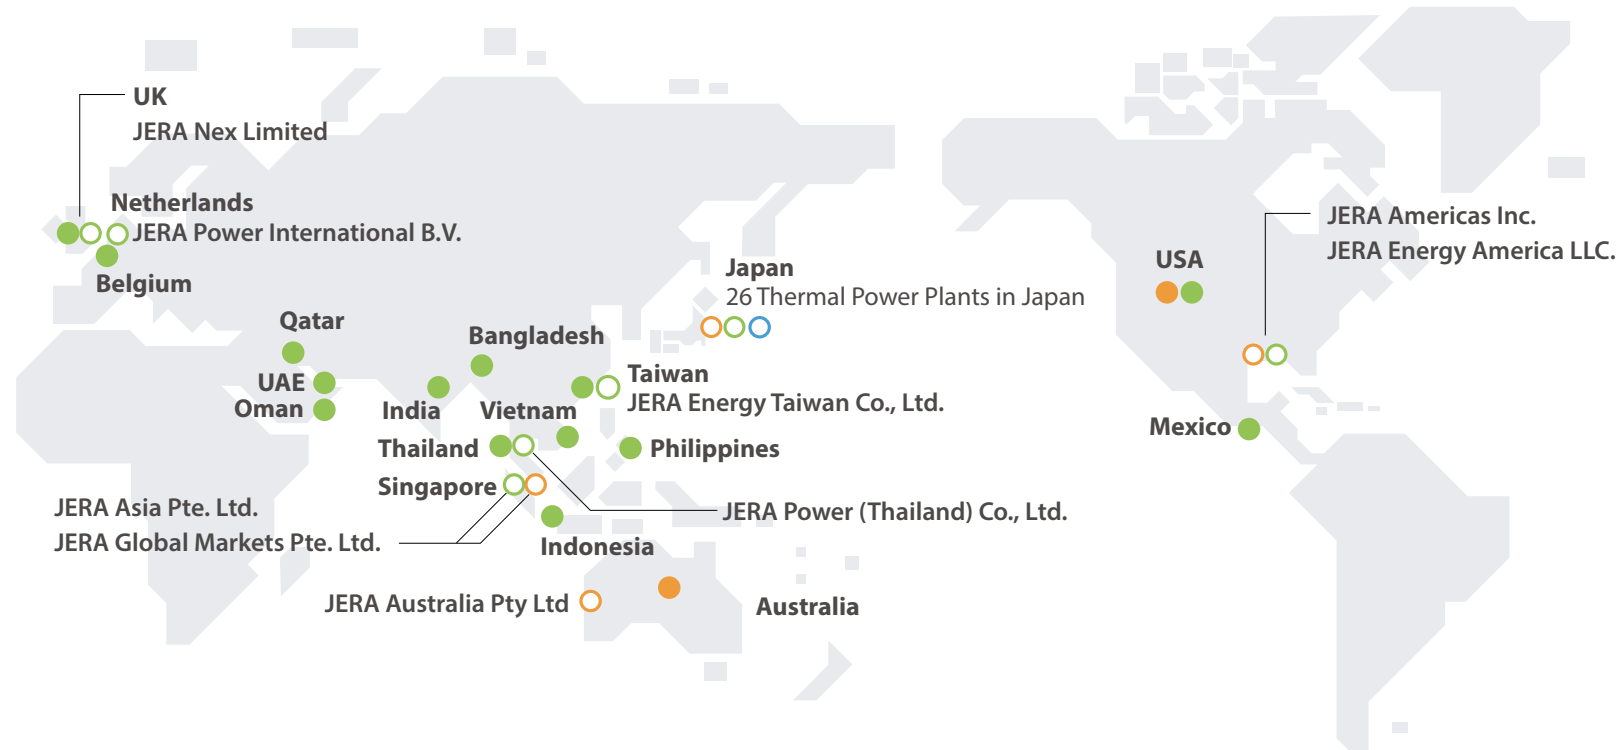 UK
JERA Nex Limited
Netherlands
JERA Power International B.V.
Belgium
JERA Americas Inc.
JERA Energy America LLC.
USA
Japan
26 Thermal Power Plants in Japan
Qatar
Bangladesh
UAE
Oman
India
Vietnam
Taiwan
JERA Energy Taiwan Co., Ltd.
Thailand
Philippines
Mexico
Singapore
JERA Asia Pte. Ltd.
JERA Global Markets Pte. Ltd.
JERA Power (Thailand) Co., Ltd.
Indonesia
JERA Australia Pty Ltd
Australia